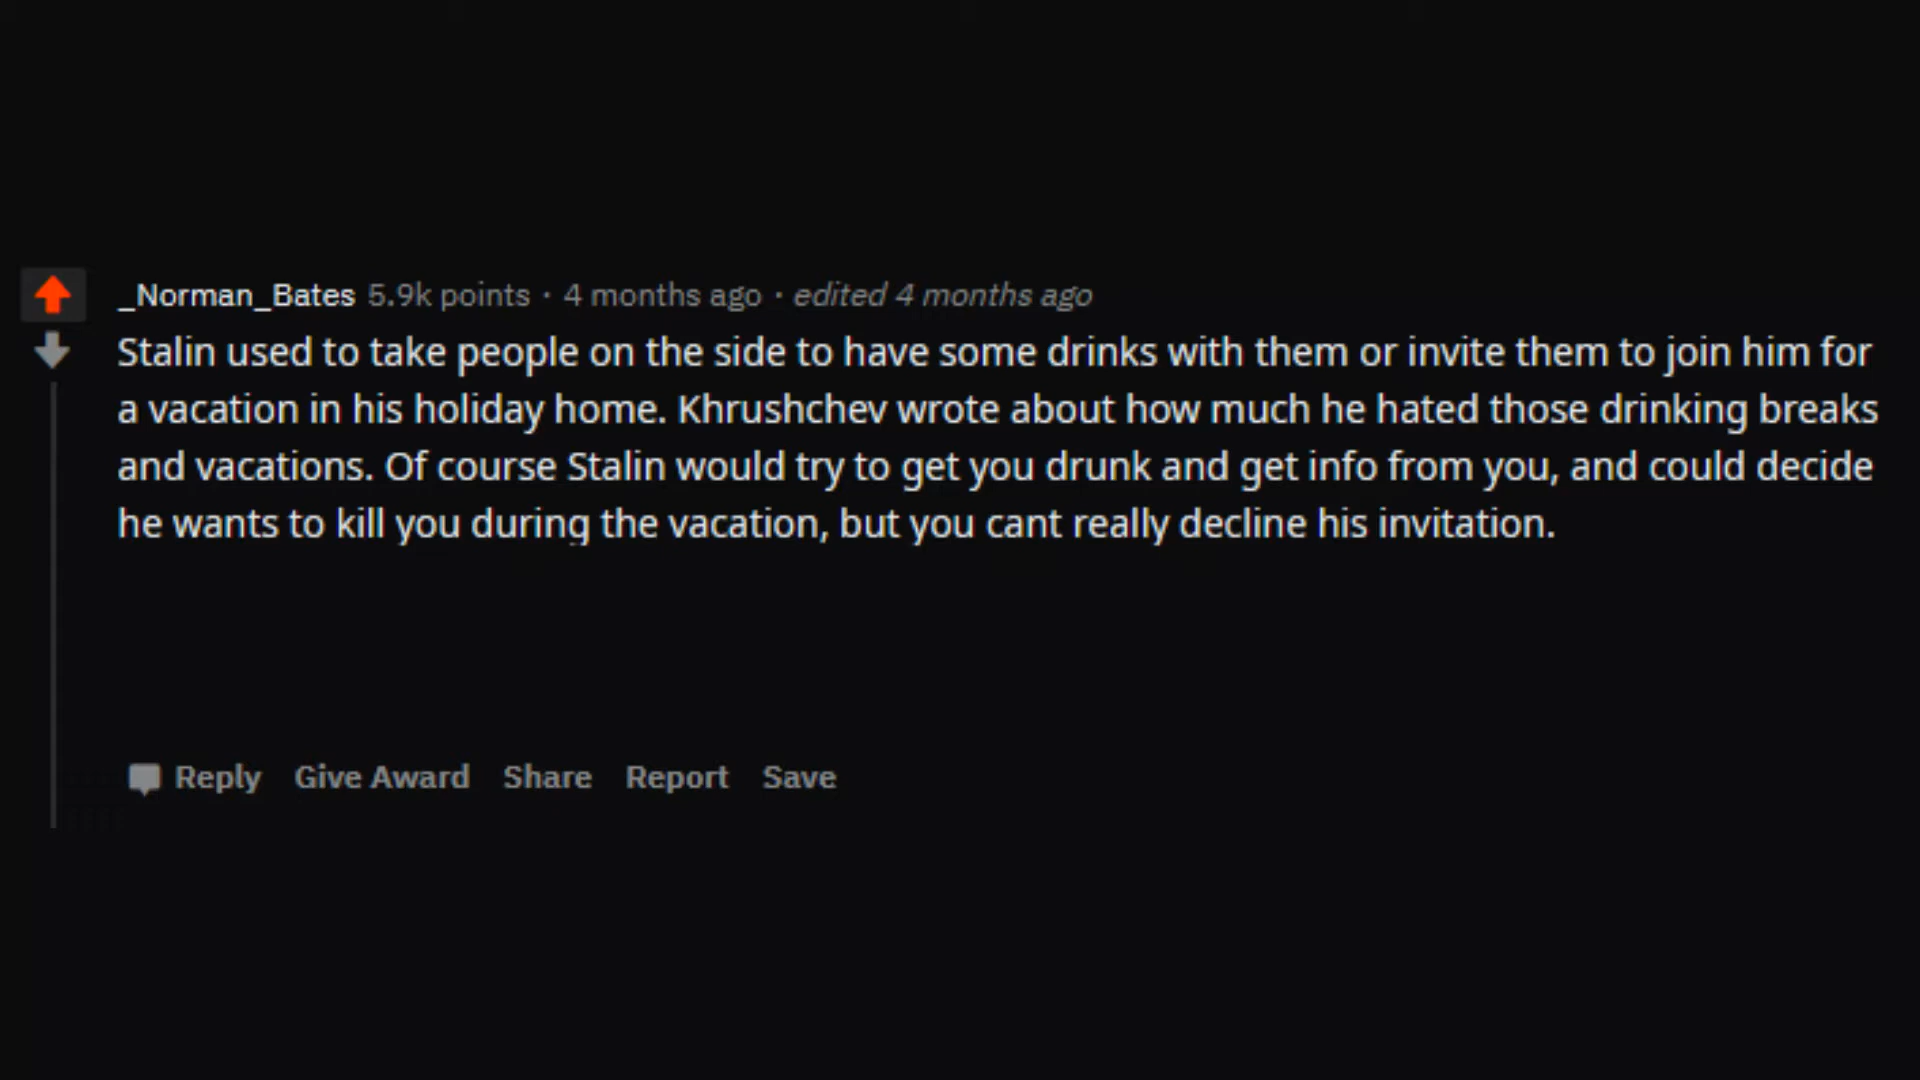 _Norman_Bates 5.9k points · 4 months ago · edited 4 months ago
Stalin used to take people on the side to have some drinks with them or invite them to join him for
a vacation in his holiday home. Khrushchev wrote about how much he hated those drinking breaks
and vacations. Of course Stalin would try to get you drunk and get info from you, and could decide
he wants to kill you during the vacation, but you cant really decline his invitation.
Reply Give Award Share Report Save